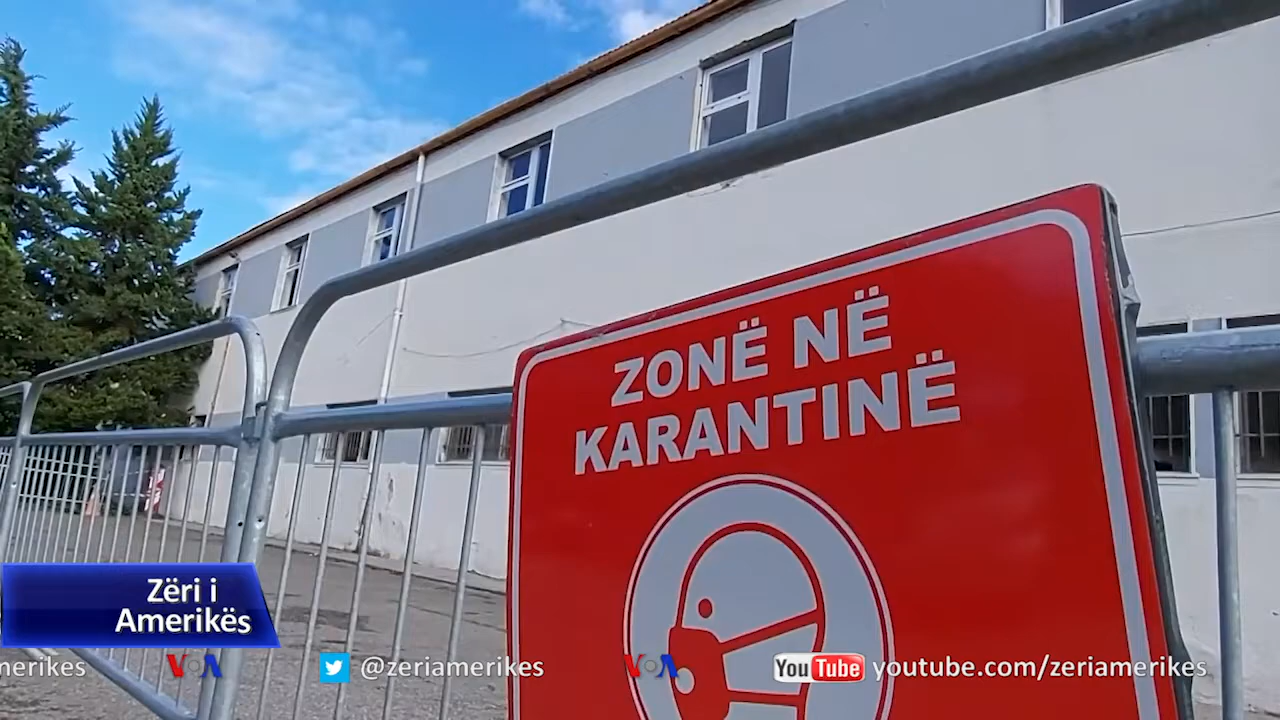 ZONË NË
KARANTINË
Zëri i
Amerikës
merikes
VOA
@zeriamerikes
VOA
YouTube
youtube.com/zeriamerikes